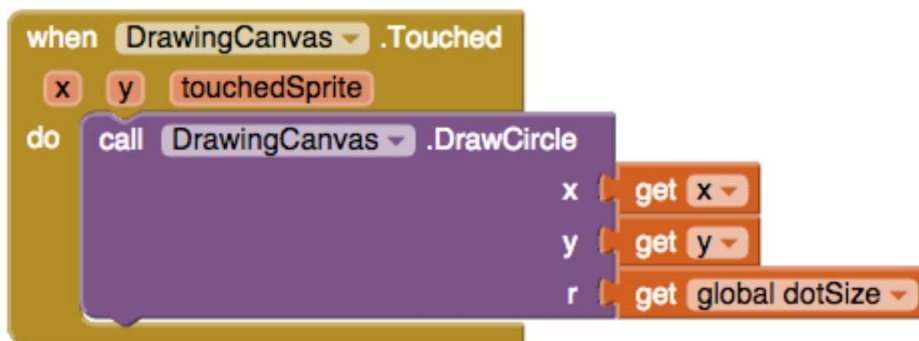 when DrawingCanvas .Touched
x y touchedSprite
do call DrawingCanvas .DrawCircle
x get x
y get y
r get global dotSize